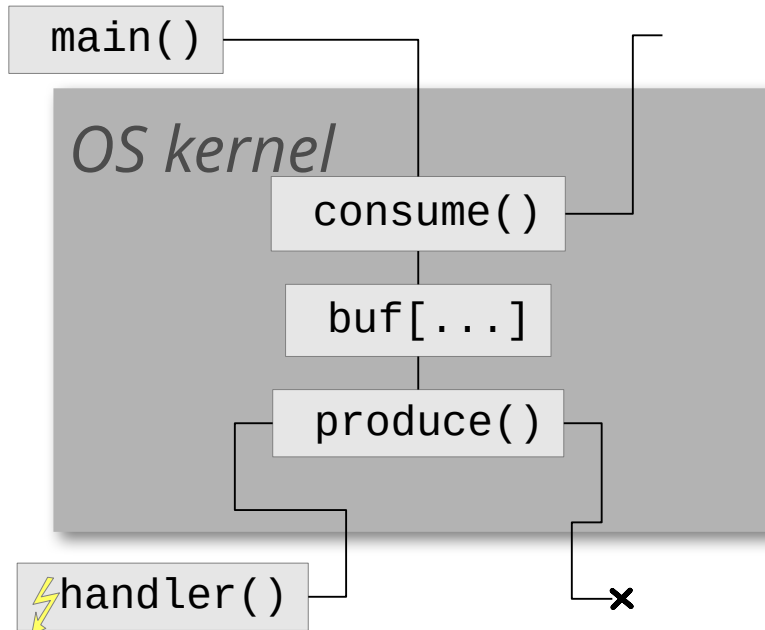 main()
OS kernel
consume()
buf[...]
produce()
handler()